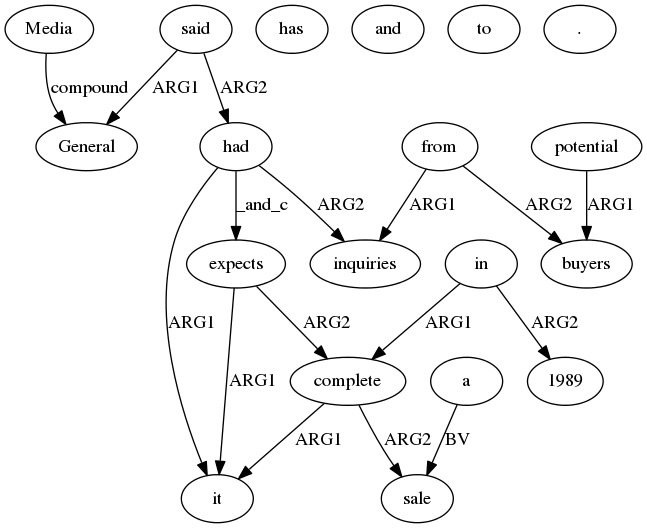 Media said has and to .
compound ARG1 ARG2
General had from potential
_and_c ARG2 ARG1 ARG2 ARG1
expects inquiries in buyers
ARG1 ARG1 ARG2 ARG1 ARG2
complete a 1989
ARG1 ARG2 BV
it sale